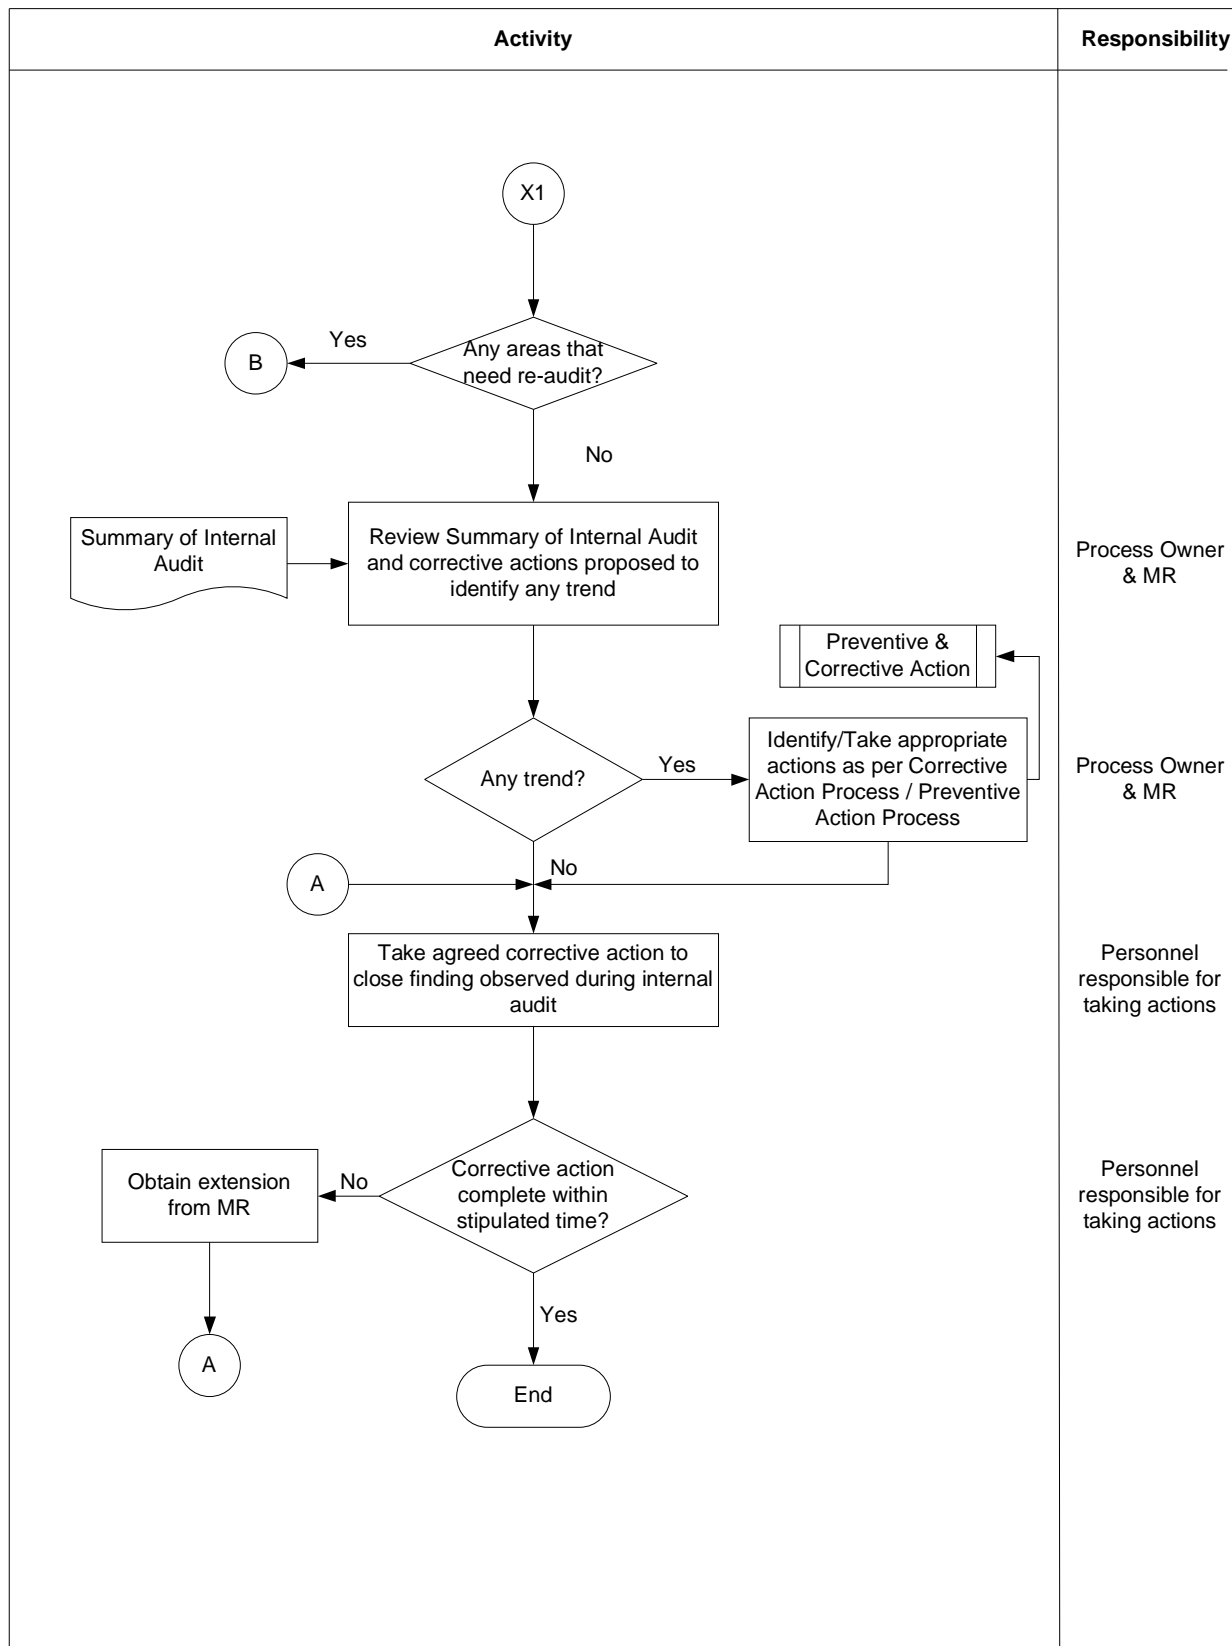 Activity
Responsibility
X1
Yes
B
Any areas that
need re-audit?
No
Summary of Internal
Audit
Review Summary of Internal Audit
and corrective actions proposed to
identify any trend
Process Owner
& MR
Preventive &
Corrective Action
Any trend?
Yes
Identify/Take appropriate
actions as per Corrective
Action Process / Preventive
Action Process
Process Owner
& MR
No
A
Take agreed corrective action to
close finding observed during internal
audit
Personnel
responsible for
taking actions
Obtain extension
from MR
No
Corrective action
complete within
stipulated time?
Personnel
responsible for
taking actions
Yes
A
End